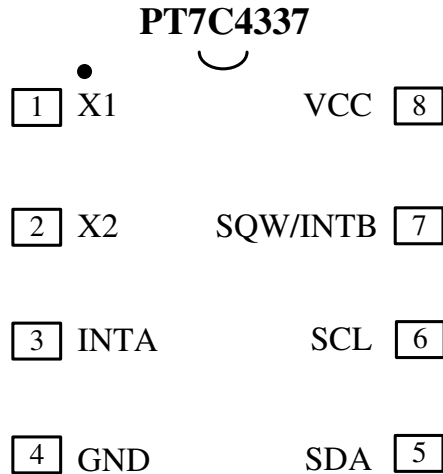 PT7C4337
1 X1 VCC 8
2 X2 SQW/INTB 7
3 INTA SCL 6
4 GND SDA 5